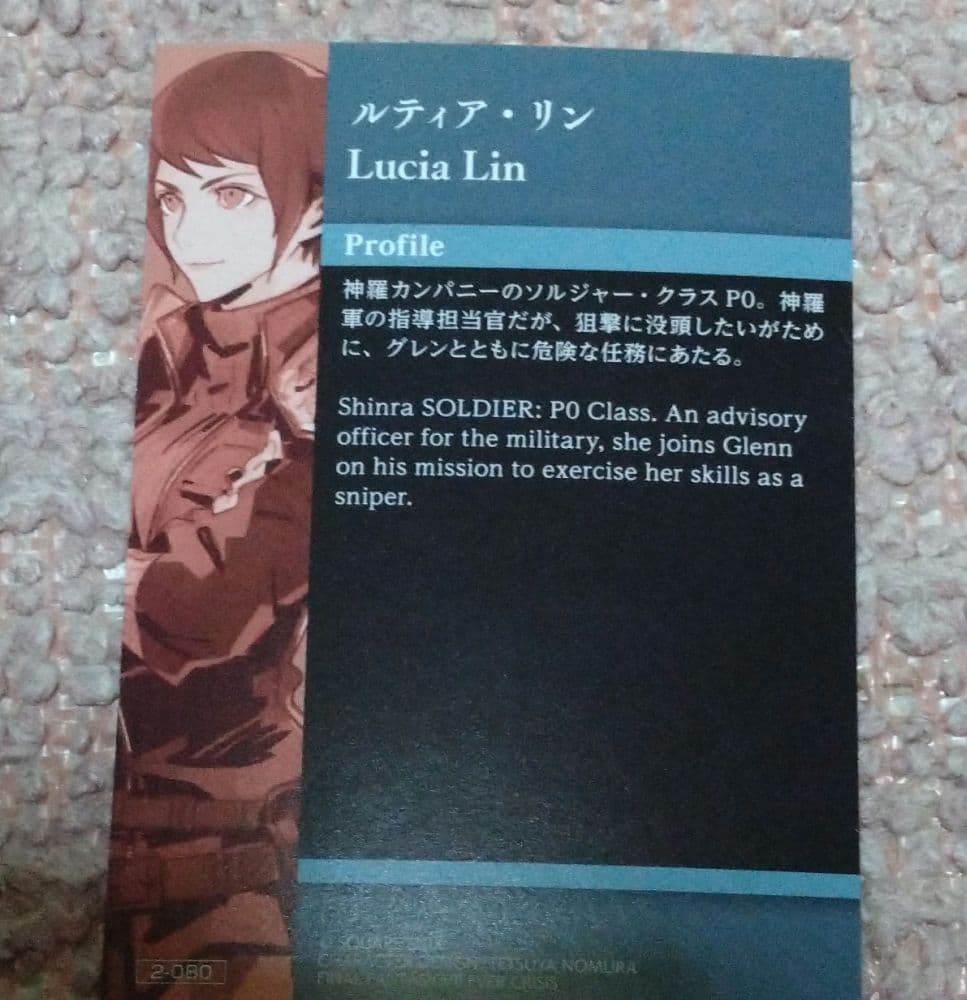 ルティア・リン
Lucia Lin
Profile
神羅カンパニーのソルジャー・クラスP0。神羅
軍の指導担当官だが、狙撃に没頭したいがため
に、グレンとともに危険な任務にあたる。
Shinra SOLDIER: P0 Class. An advisory
officer for the military, she joins Glenn
on his mission to exercise her skills as a
sniper.
TETSUYA NOMURA
EVER CRISIS
2-080